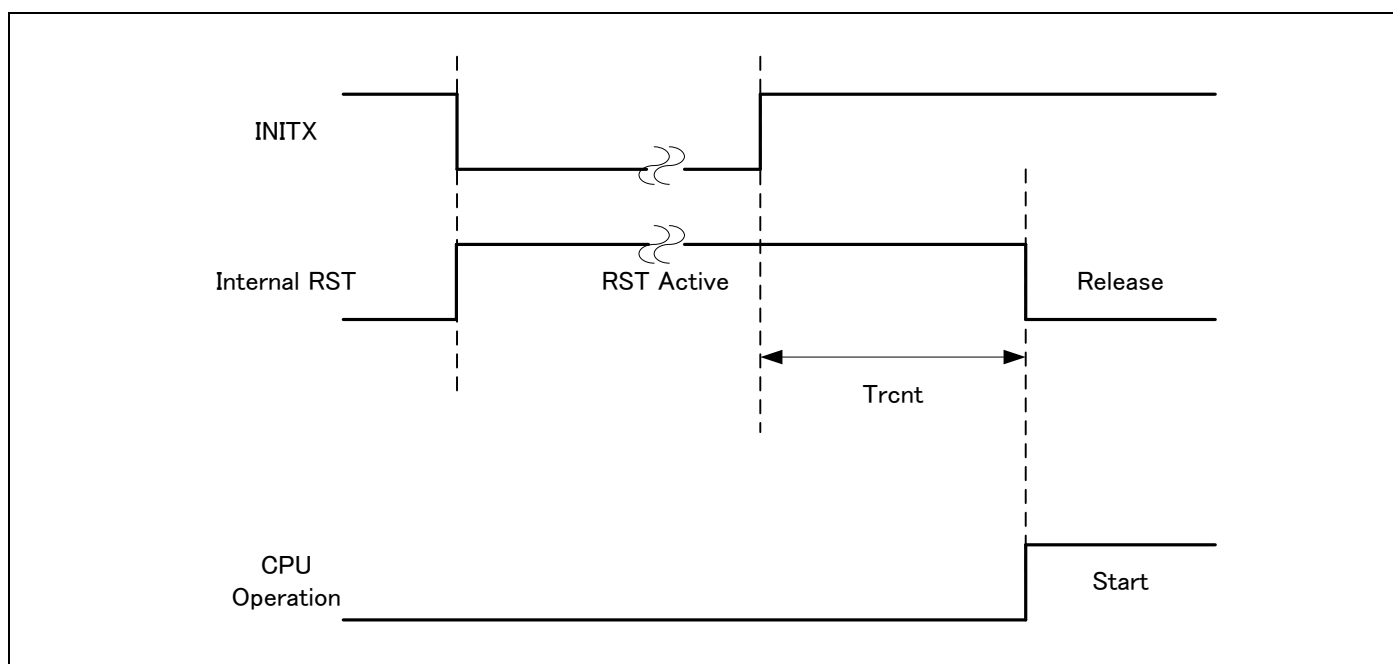 INITX
Internal RST
RST Active
Release
Trcnt
CPU
Operation
Start